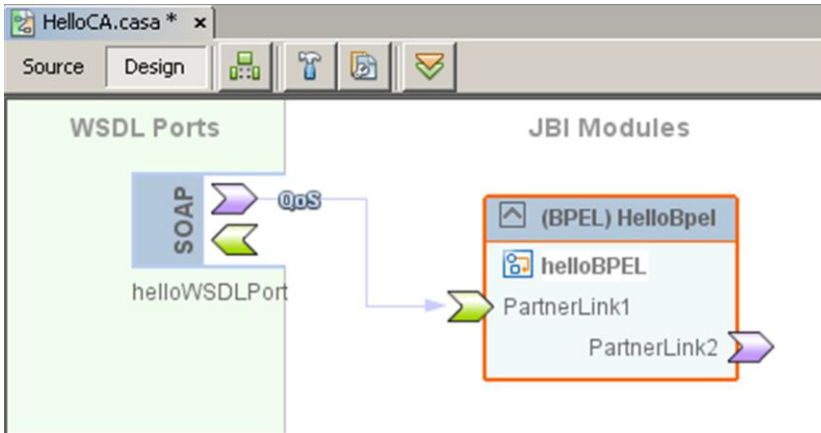 HelloCA.casa * x
Source Design
WSDL Ports JBI Modules
SOAP
QoS
helloWSDLPort
(BPEL) HelloBpel
helloBPEL
PartnerLink1
PartnerLink2